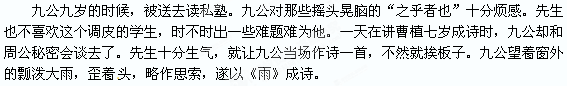 九公九岁的时候，被送去读私塾。九公对那些摇头晃脑的“之乎者也”十分烦感。先生
也不喜欢这个调皮的学生，时不时出一些难题难为他。一天在讲曹植七岁成诗时，九公却和
周公秘密会谈去了。先生十分生气，就让九公当场作诗一首，不然就挨板子。九公望着窗外
的瓢泼大雨，歪着头，略作思索，遂以《雨》成诗。